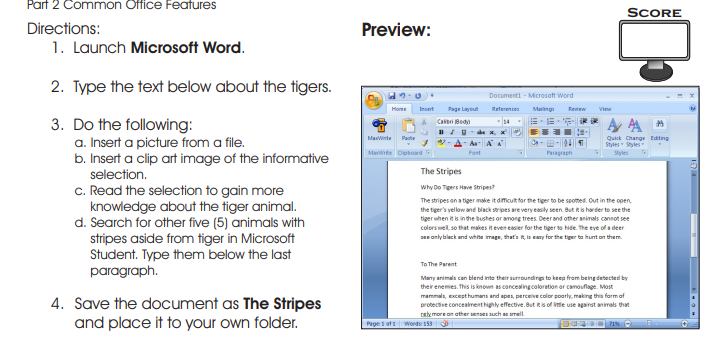 Part 2 Common Office Features
SCORE
Directions:
Preview:
1. Launch Microsoft Word.
2. Type the text below about the tigers.
3. Do the following:
a. Insert a picture from a file.
b. Insert a clip art image of the informative
selection.
c. Read the selection to gain more
knowledge about the tiger animal.
d. Search for other five (5) animals with
stripes aside from tiger in Microsoft
Student. Type them below the last
paragraph.
4. Save the document as The Stripes
and place it to your own folder.
Document1 - Microsoft Word
Home Insert Page Layout References Mailings Review View
Calibri (Body) 14
MaxiWrite Paste Quick Styles Change Styles Editing
MaxiWrite Clipboard Font Paragraph Styles
The Stripes
Why Do Tigers Have Stripes?
The stripes on a tiger make it difficult for the tiger to be spotted. Out in the open,
the tiger's yellow and black stripes are very easily seen. But it is harder to see the
tiger when it is in the bushes or among trees. Deer and other animals cannot see
colors well, so that makes it even easier for the tiger to hide. The eye of a deer
see only black and white image, that's it, is easy for the tiger to hunt on them.
To The Parent
Many animals can blend into their surroundings to keep from being detected by
their enemies. This is known as concealing coloration or camouflage. Most
mammals, except humans and apes, perceive color poorly, making this form of
protective concealment highly effective. But it is of little use against animals that
rely more on other senses such as smell.
Page: 1 of 1 Words: 153 71%